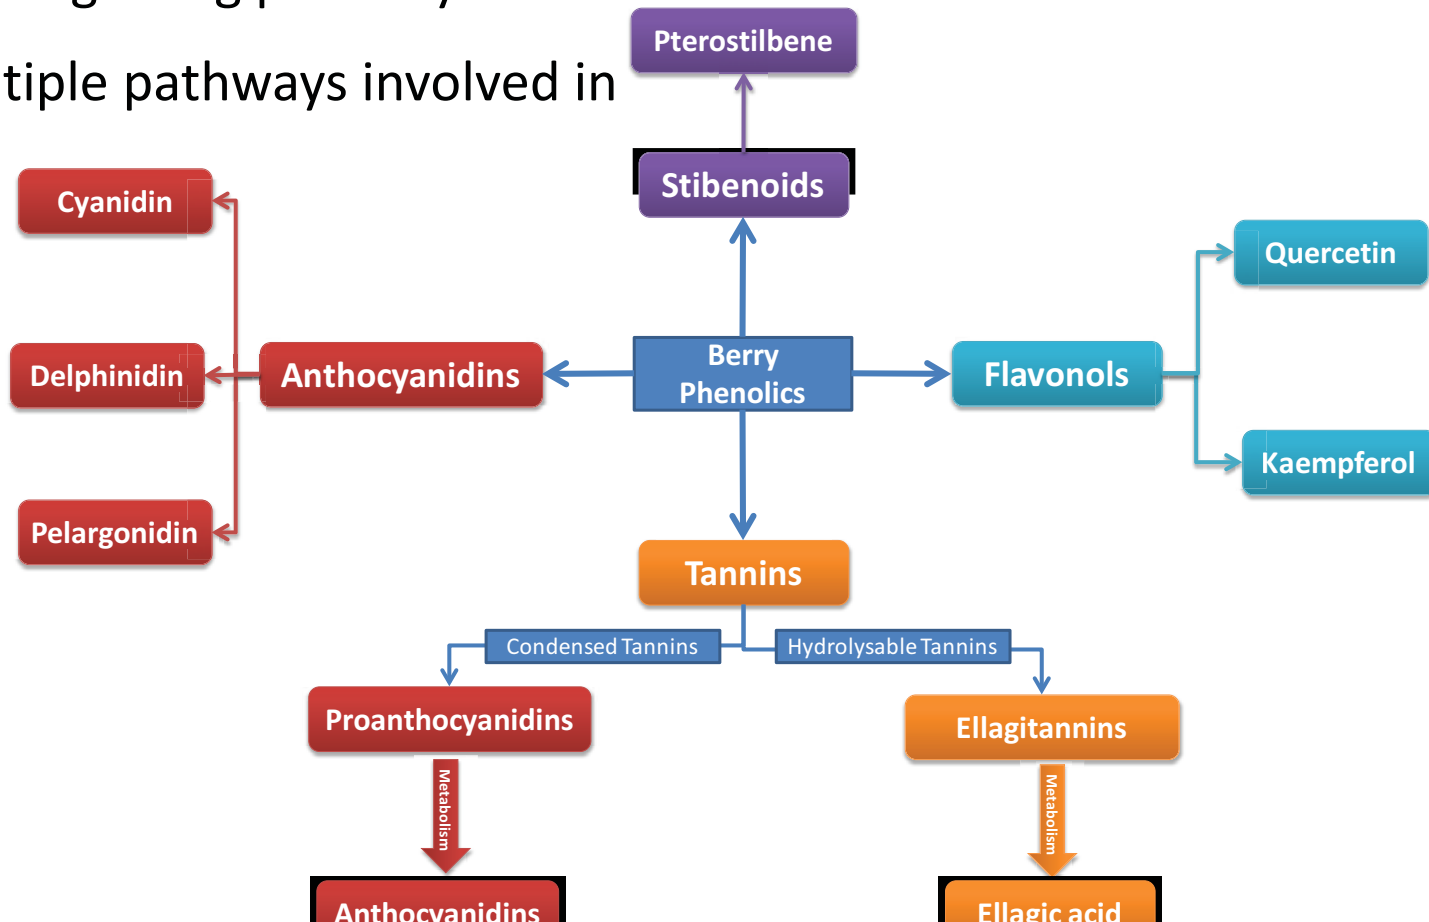 tiple pathways involved in
Pterostilbene
Stibenoids
Cyanidin
Quercetin
Berry
Phenolics
Delphinidin
Anthocyanidins
Flavonols
Kaempferol
Pelargonidin
Tannins
Condensed Tannins
Hydrolysable Tannins
Proanthocyanidins
Ellagitannins
Metabolism
Metabolism
Anthocyanidins
Ellagic acid